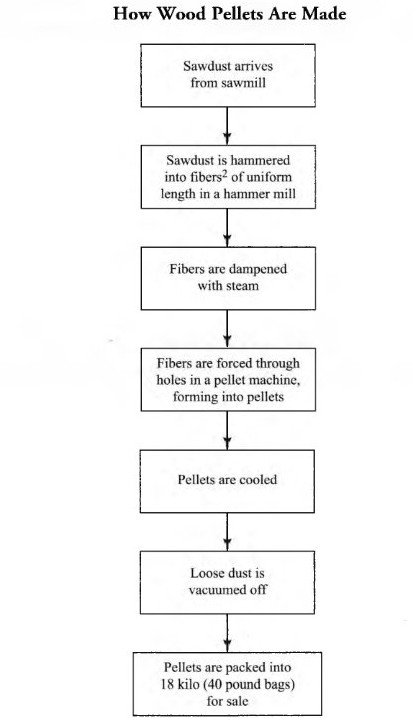 How Wood Pellets Are Made
Sawdust arrives
from sawmill
Sawdust is hammered
into fibers² of uniform
length in a hammer mill
Fibers are dampened
with steam
Fibers are forced through
holes in a pellet machine,
forming into pellets
Pellets are cooled
Loose dust is
vacuumed off
Pellets are packed into
18 kilo (40 pound bags)
for sale